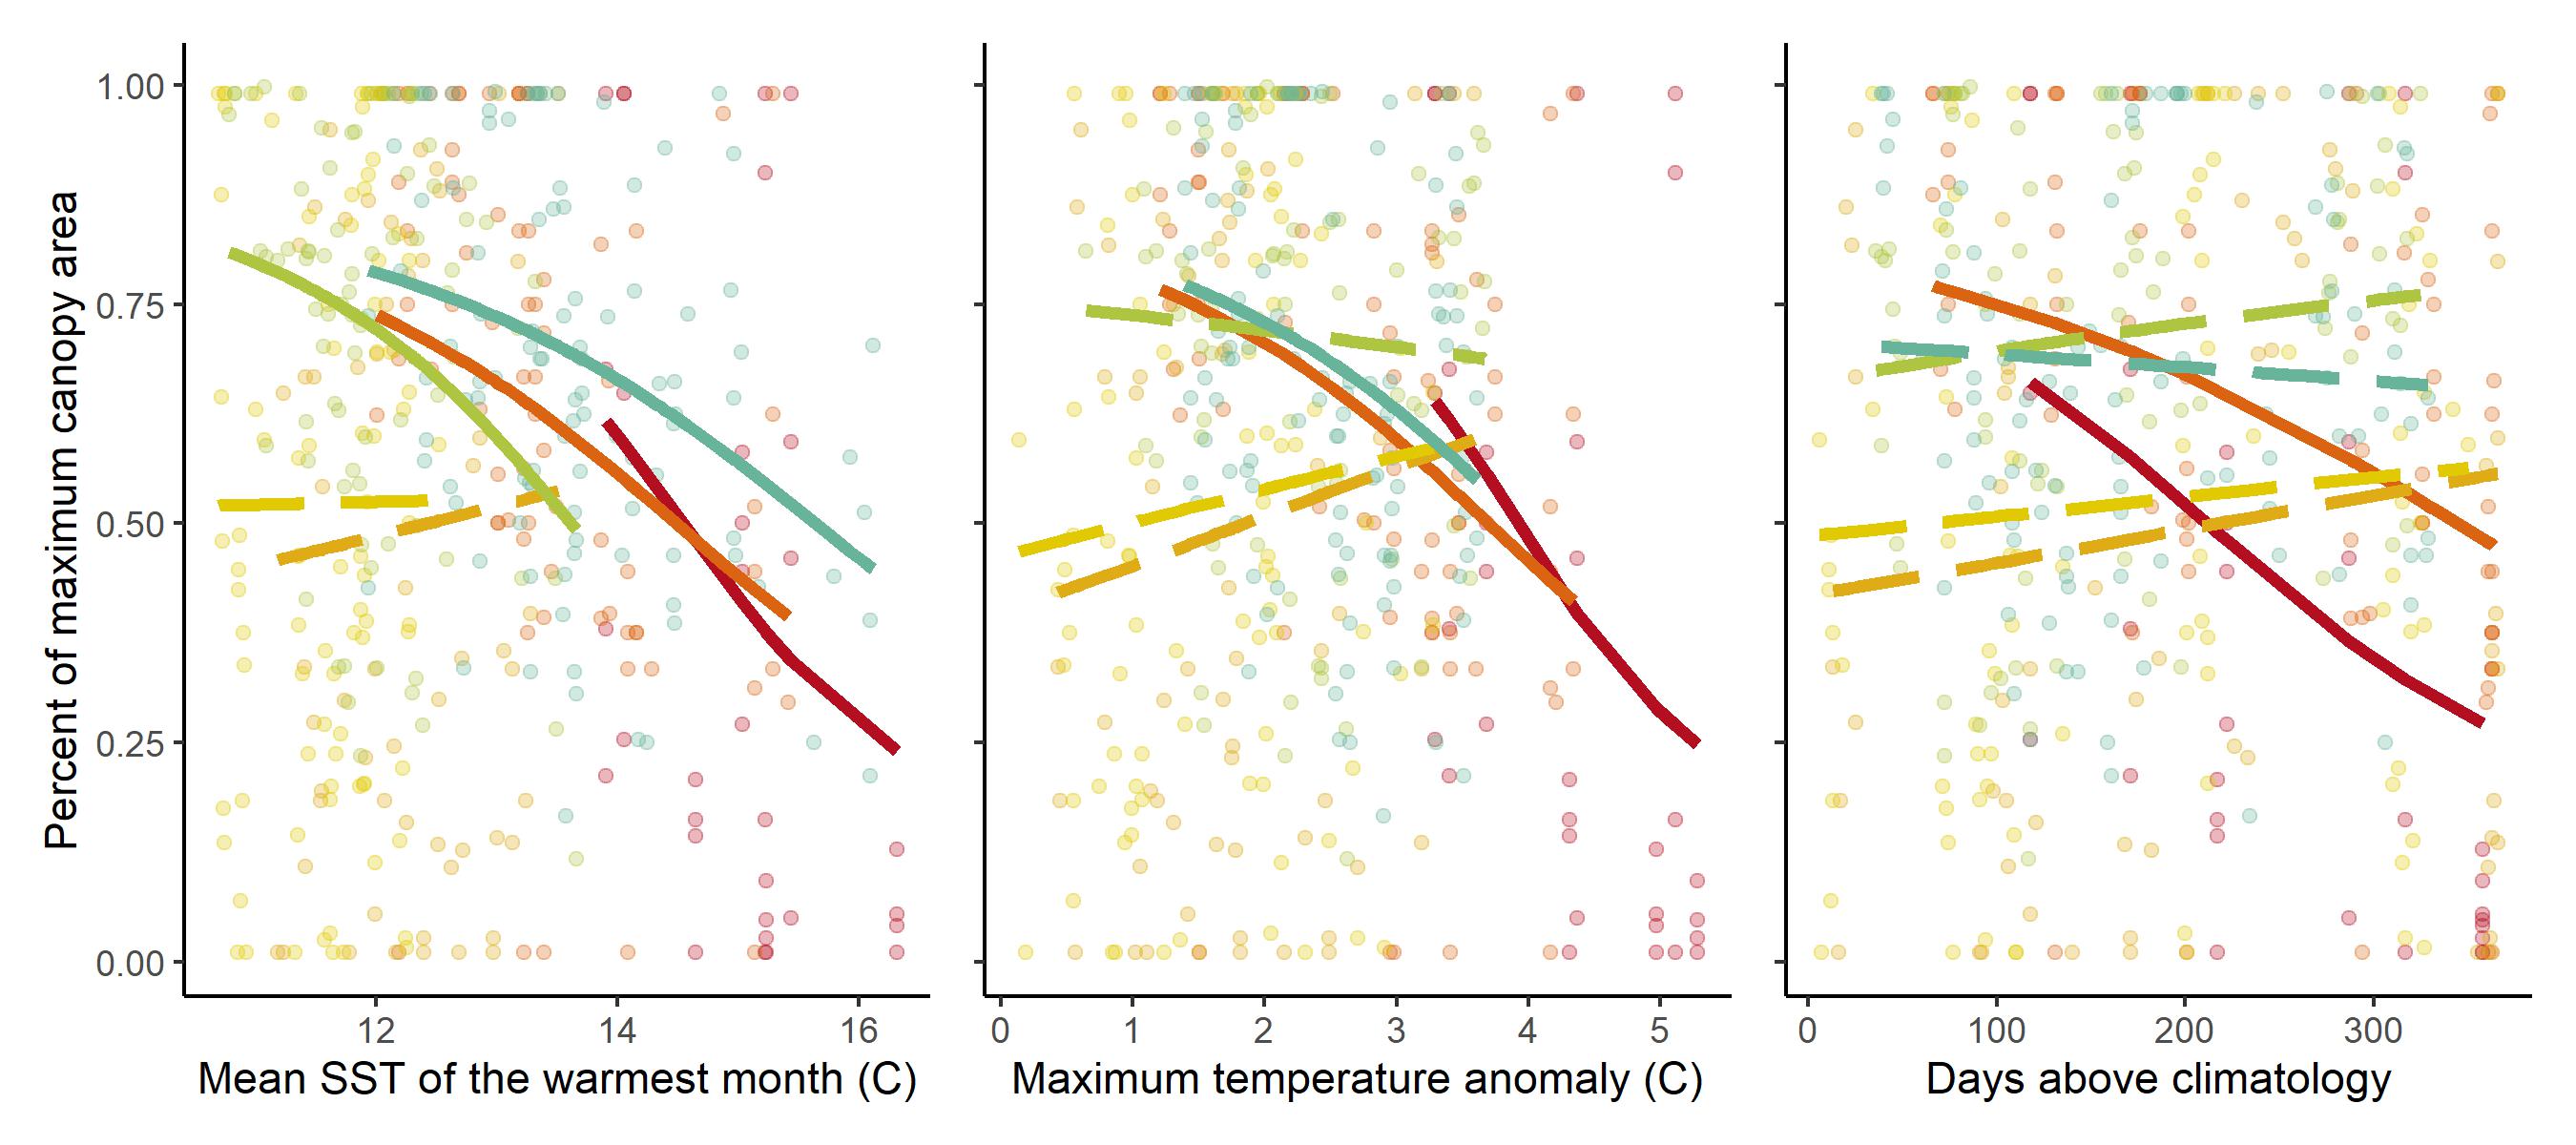 Percent of maximum canopy area
1.00
0.75
0.50
0.25
0.00
12 14 16
0 1 2 3 4 5
0 100 200 300
Mean SST of the warmest month (C)
Maximum temperature anomaly (C)
Days above climatology